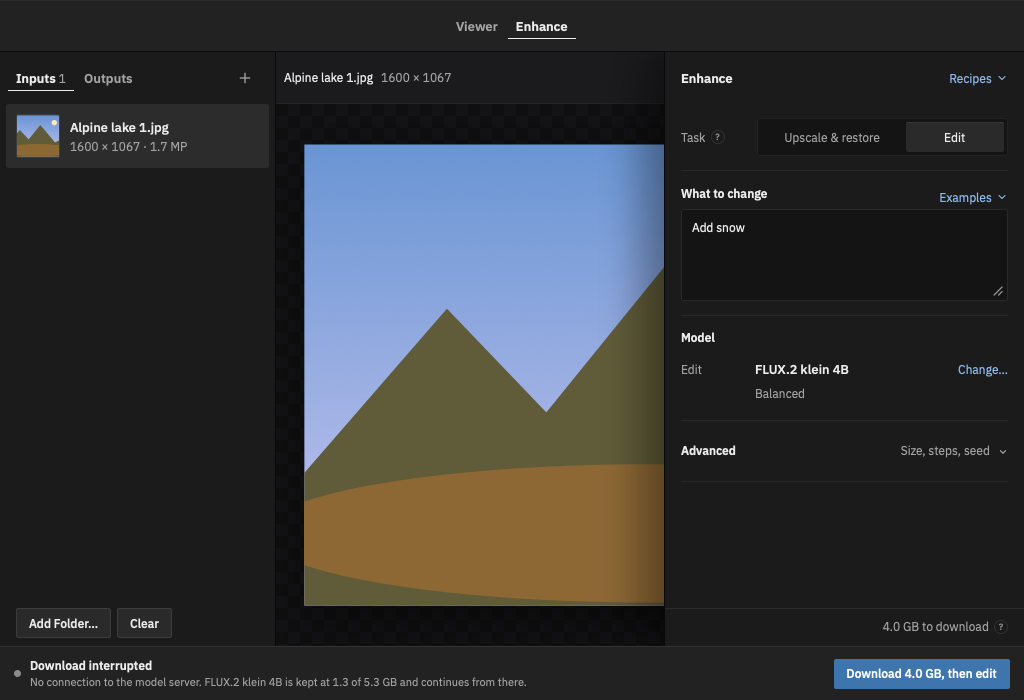 Viewer Enhance
Inputs 1 Outputs
Alpine lake 1.jpg
1600 × 1067 · 1.7 MP
Add Folder... Clear
Alpine lake 1.jpg 1600 × 1067
Enhance Recipes
Task ? Upscale & restore Edit
What to change Examples
Add snow
Model
Edit FLUX.2 klein 4B Change...
Balanced
Advanced Size, steps, seed
4.0 GB to download ?
Download interrupted
No connection to the model server. FLUX.2 klein 4B is kept at 1.3 of 5.3 GB and continues from there.
Download 4.0 GB, then edit